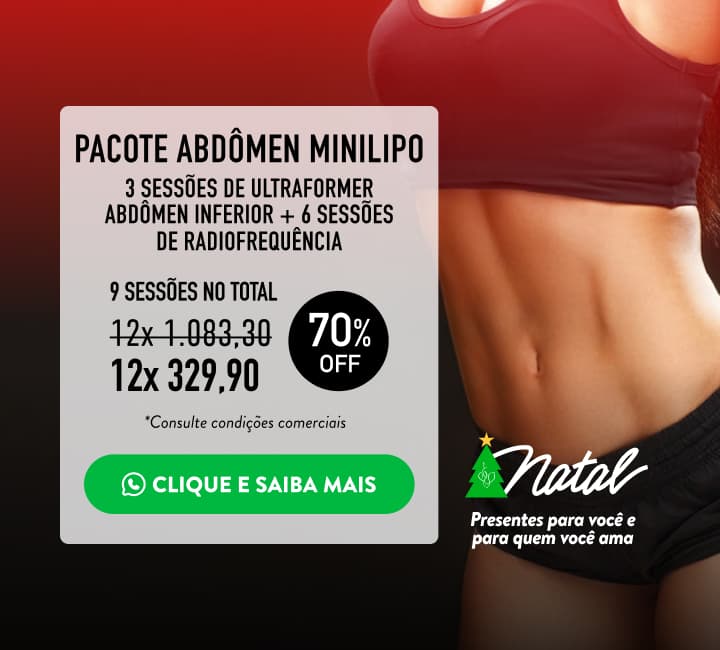 PACOTE ABDÔMEN MINILIPO
3 SESSÕES DE ULTRAFORMER
ABDÔMEN INFERIOR + 6 SESSÕES
DE RADIOFREQUÊNCIA
9 SESSÕES NO TOTAL
12x 1.083,30
12x 329,90
70%
OFF
*Consulte condições comerciais
CLIQUE E SAIBA MAIS
Natal
Presentes para você e
para quem você ama